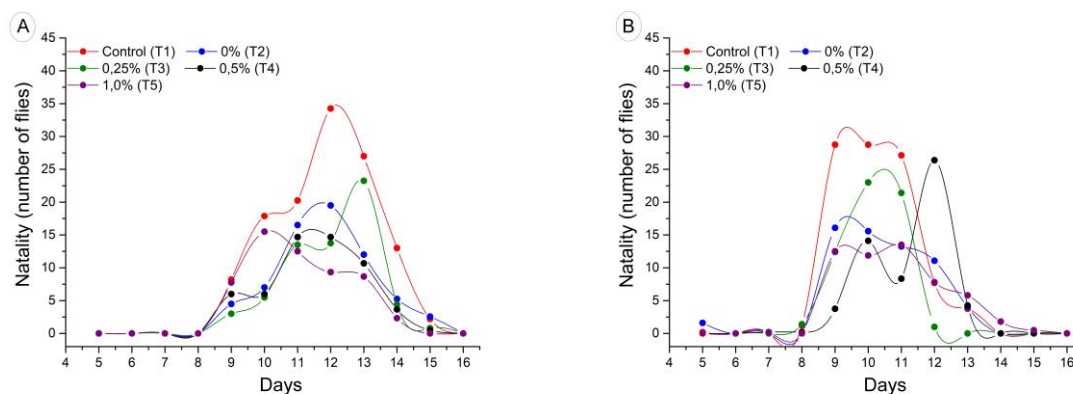 A
45
40
35
30
25
20
15
10
5
0
Natality (number of flies)
Control (T1) 0% (T2)
0,25% (T3) 0,5% (T4)
1,0% (T5)
4 5 6 7 8 9 10 11 12 13 14 15 16
Days
B
45
40
35
30
25
20
15
10
5
0
Natality (number of flies)
Control (T1) 0% (T2)
0,25% (T3) 0,5% (T4)
1,0% (T5)
4 5 6 7 8 9 10 11 12 13 14 15 16
Days